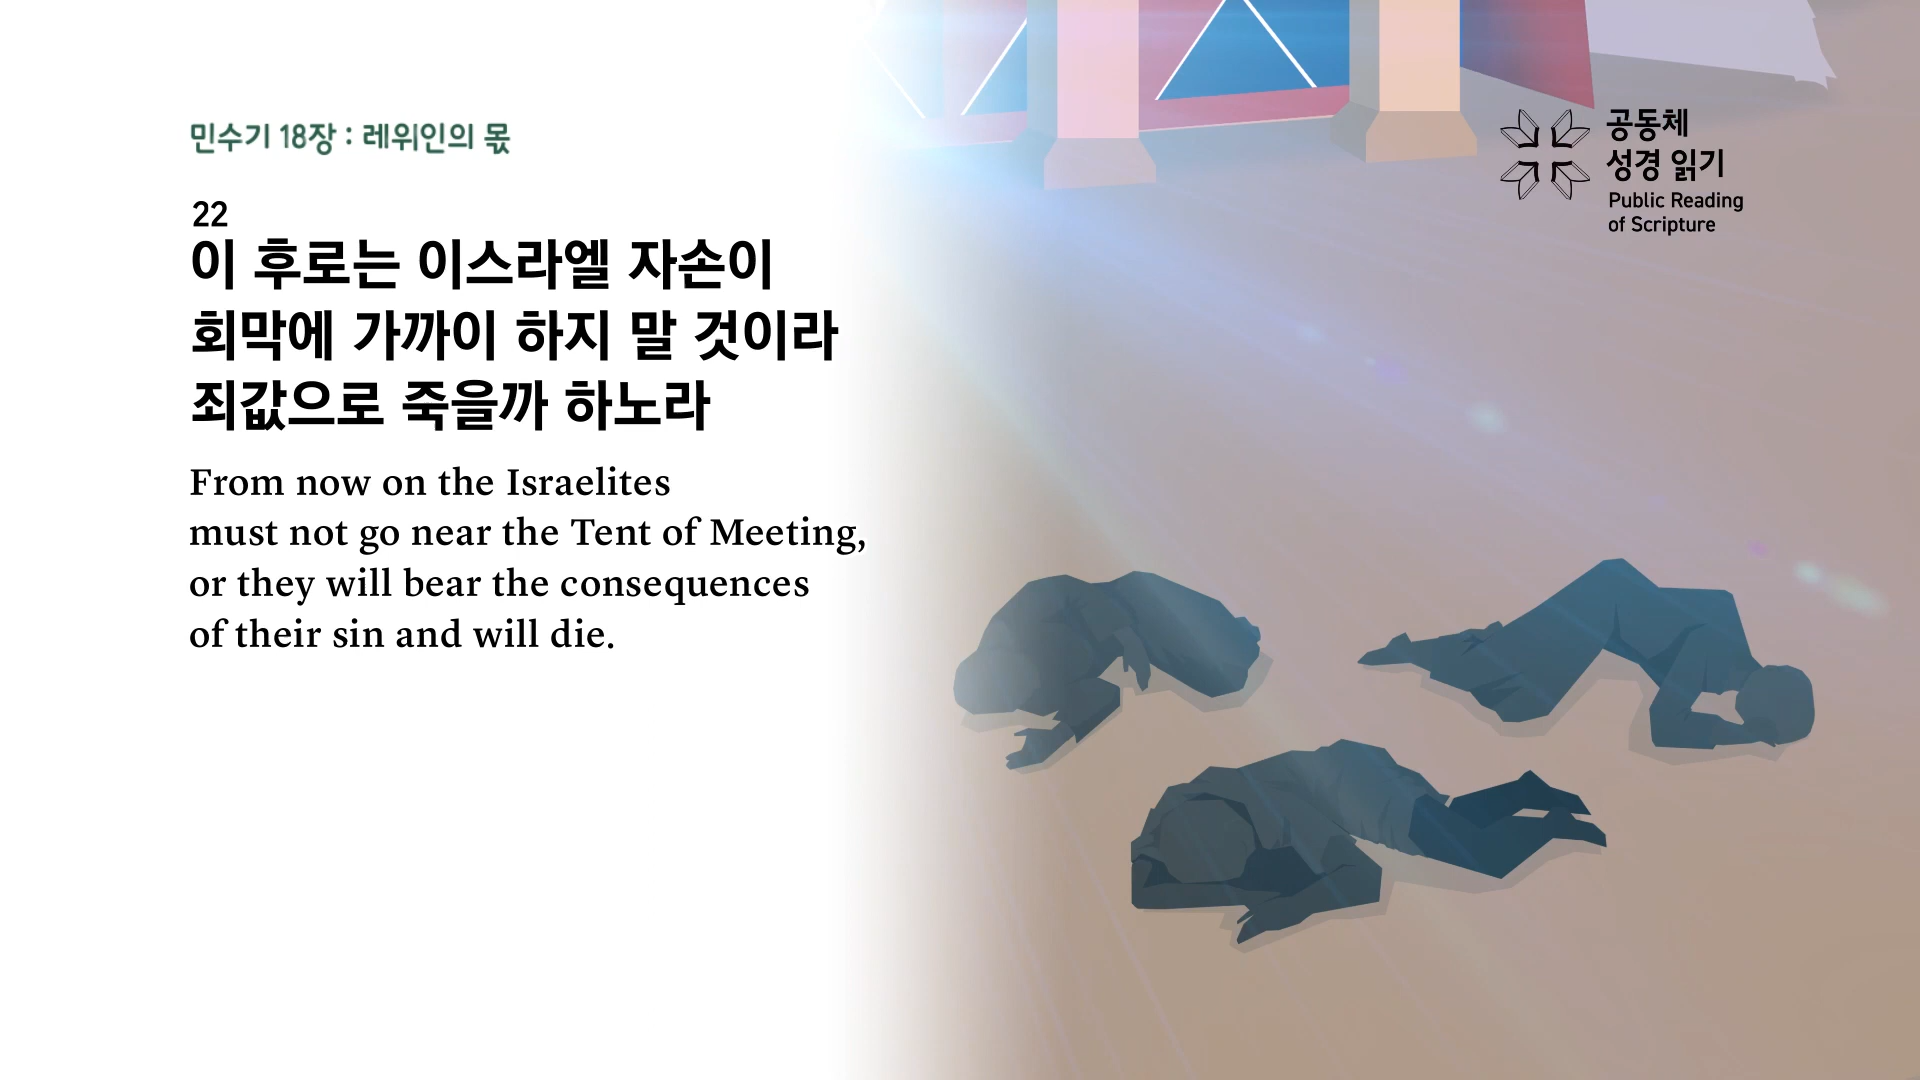 민수기 18장 : 레위인의 몫
22
이 후로는 이스라엘 자손이
회막에 가까이 하지 말 것이라
죄값으로 죽을까 하노라
From now on the Israelites
must not go near the Tent of Meeting,
or they will bear the consequences
of their sin and will die.
공동체
성경 읽기
Public Reading
of Scripture